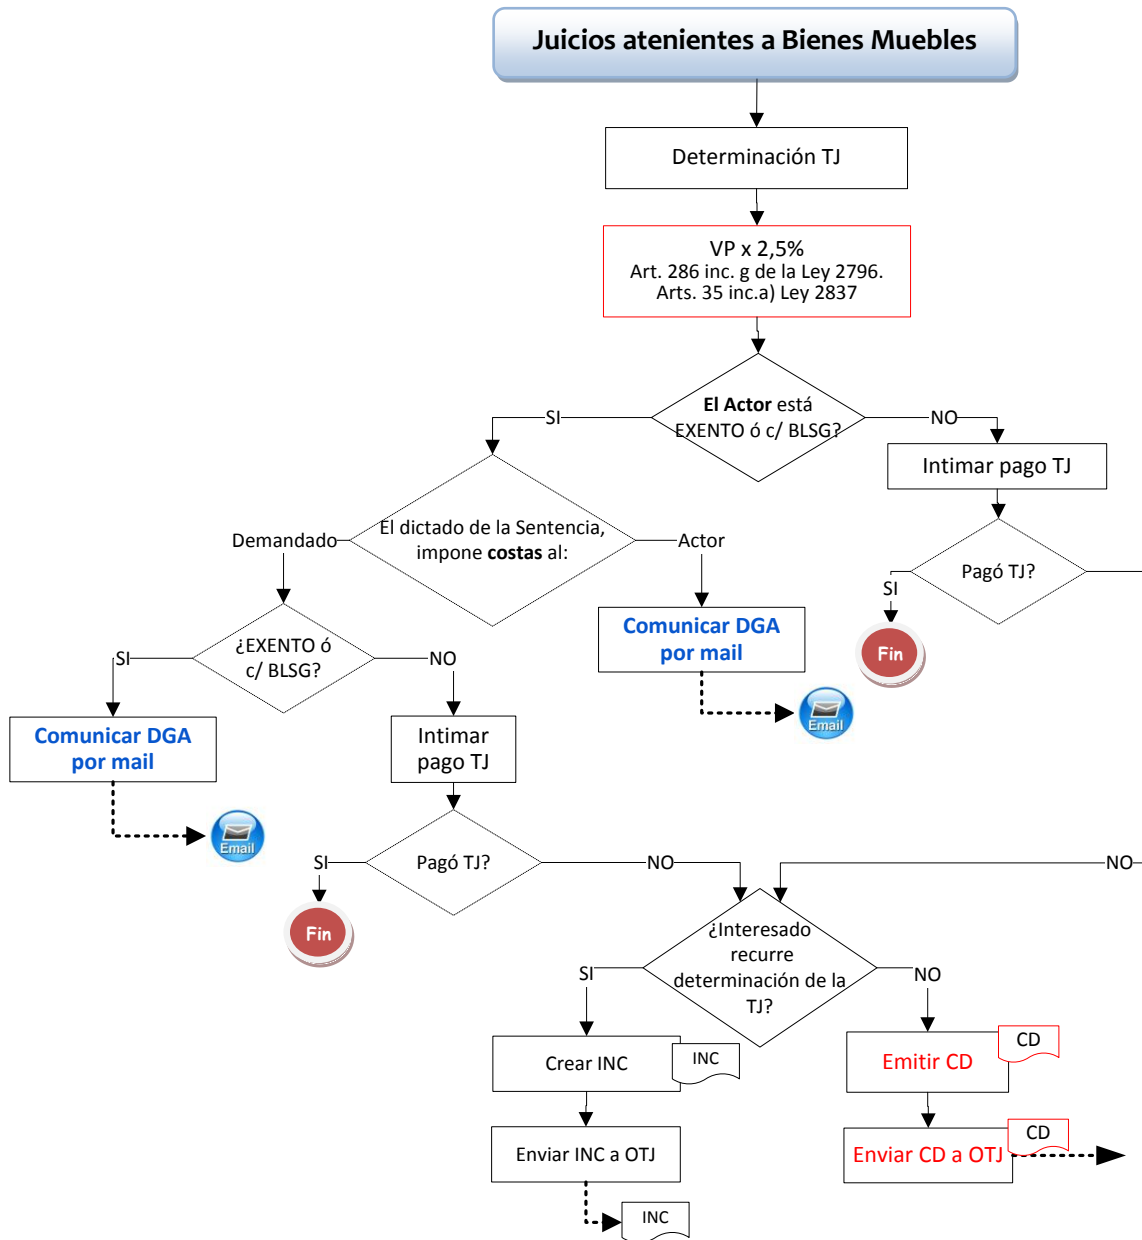 Juicios atenientes a Bienes Muebles
Determinación TJ
VP x 2,5%
Art. 286 inc. g de la Ley 2796.
Arts. 35 inc.a) Ley 2837
El Actor está
EXENTO ó c/ BLSG?
SI
NO
Intimar pago TJ
El dictado de la Sentencia,
impone costas al:
Demandado
Actor
Pagó TJ?
SI
Fin
NO
Comunicar DGA
por mail
Email
¿EXENTO ó
c/ BLSG?
SI
NO
Comunicar DGA
por mail
Email
Intimar
pago TJ
Pagó TJ?
SI
NO
Fin
¿Interesado
recurre
determinación de la
TJ?
SI
NO
Crear INC
INC
Emitir CD
CD
Enviar INC a OTJ
INC
Enviar CD a OTJ
CD